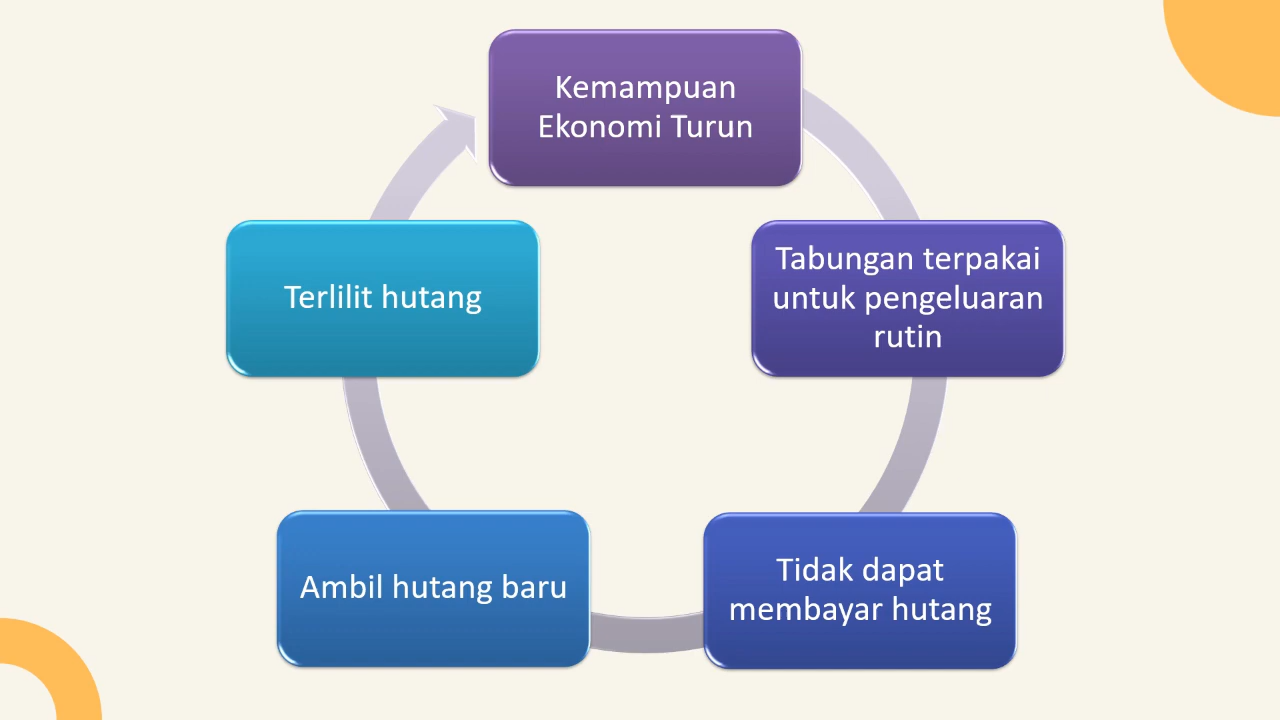 Kemampuan
Ekonomi Turun
Tabungan terpakai
untuk pengeluaran
rutin
Tidak dapat
membayar hutang
Ambil hutang baru
Terlilit hutang